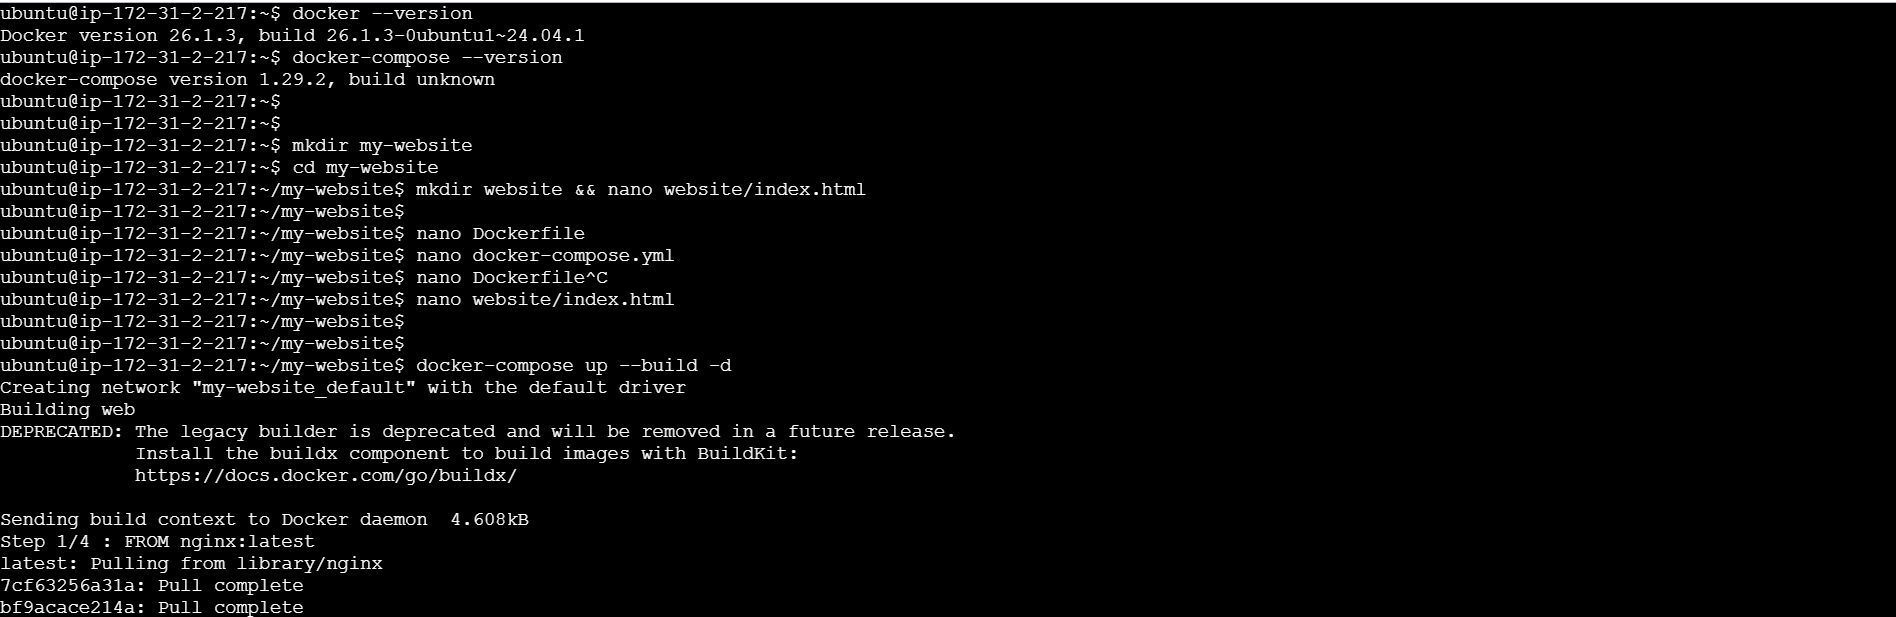 ubuntu@ip-172-31-2-217:~$ docker --version
Docker version 26.1.3, build 26.1.3-0ubuntu1~24.04.1
ubuntu@ip-172-31-2-217:~$ docker-compose --version
docker-compose version 1.29.2, build unknown
ubuntu@ip-172-31-2-217:~$
ubuntu@ip-172-31-2-217:~$
ubuntu@ip-172-31-2-217:~$ mkdir my-website
ubuntu@ip-172-31-2-217:~$ cd my-website
ubuntu@ip-172-31-2-217:~/my-website$ mkdir website && nano website/index.html
ubuntu@ip-172-31-2-217:~/my-website$
ubuntu@ip-172-31-2-217:~/my-website$ nano Dockerfile
ubuntu@ip-172-31-2-217:~/my-website$ nano docker-compose.yml
ubuntu@ip-172-31-2-217:~/my-website$ nano Dockerfile^C
ubuntu@ip-172-31-2-217:~/my-website$ nano website/index.html
ubuntu@ip-172-31-2-217:~/my-website$
ubuntu@ip-172-31-2-217:~/my-website$
ubuntu@ip-172-31-2-217:~/my-website$ docker-compose up --build -d
Creating network "my-website_default" with the default driver
Building web
DEPRECATED: The legacy builder is deprecated and will be removed in a future release.
            Install the buildx component to build images with BuildKit:
            https://docs.docker.com/go/buildx/

Sending build context to Docker daemon  4.608kB
Step 1/4 : FROM nginx:latest
latest: Pulling from library/nginx
7cf63256a31a: Pull complete
bf9acace214a: Pull complete